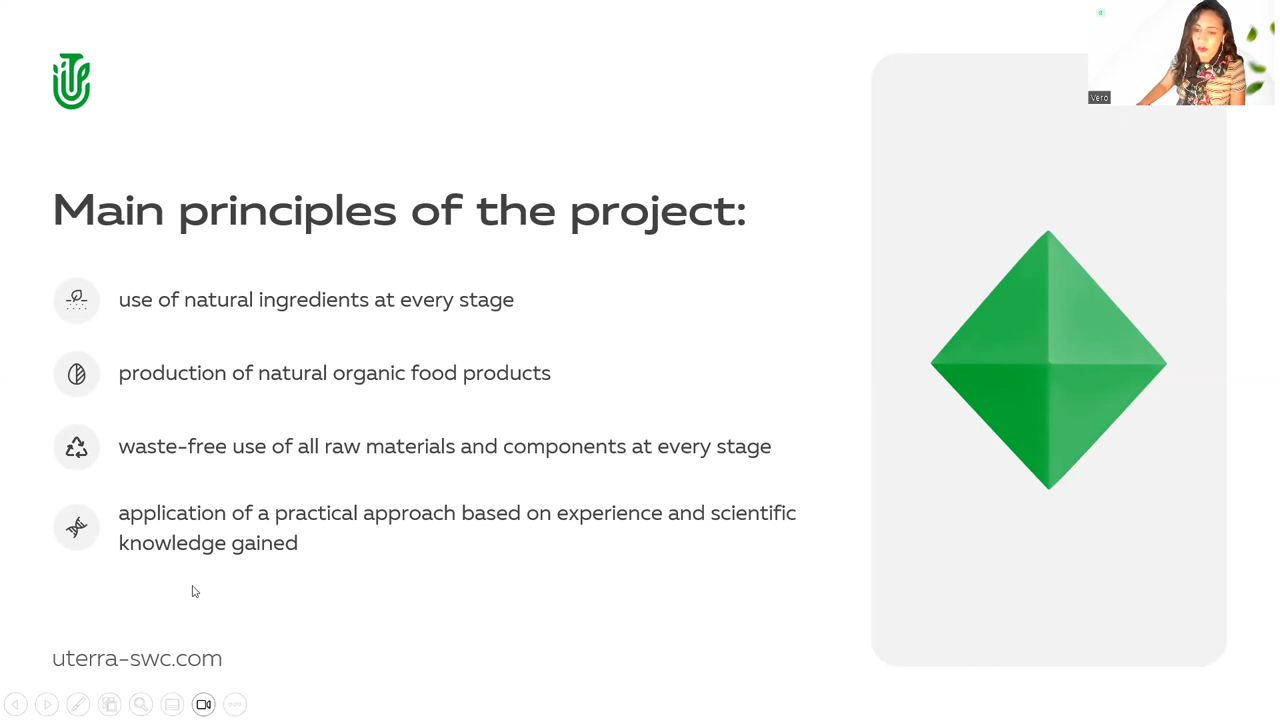 Vero
Main principles of the project:
use of natural ingredients at every stage
production of natural organic food products
waste-free use of all raw materials and components at every stage
application of a practical approach based on experience and scientific
knowledge gained
uterra-swc.com